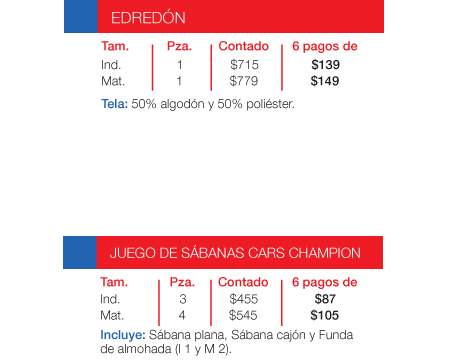 EDREDÓN
Tam. Pza. Contado 6 pagos de
Ind. 1 $715 $139
Mat. 1 $779 $149
Tela: 50% algodón y 50% poliéster.
JUEGO DE SÁBANAS CARS CHAMPION
Tam. Pza. Contado 6 pagos de
Ind. 3 $455 $87
Mat. 4 $545 $105
Incluye: Sábana plana, Sábana cajón y Funda
de almohada (I 1 y M 2).